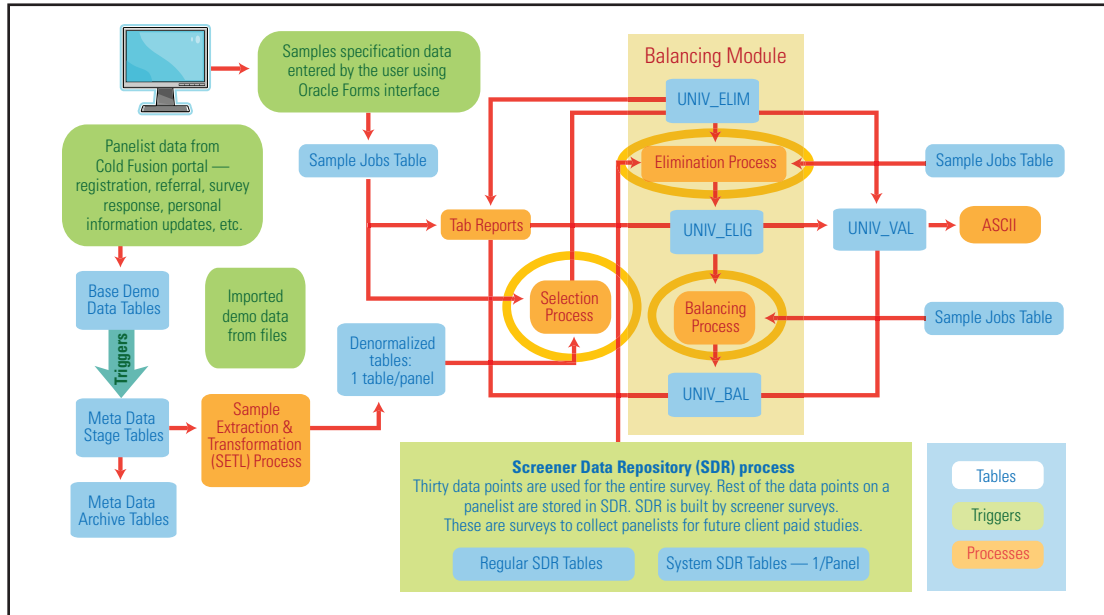 Samples specification data
entered by the user using
Oracle Forms interface
Balancing Module
UNIV_ELIM
Panelist data from
Cold Fusion portal —
registration, referral, survey
response, personal
information updates, etc.
Sample Jobs Table
Elimination Process
Sample Jobs Table
Tab Reports
UNIV_ELIG
UNIV_VAL
ASCII
Base Demo
Data Tables
Imported
demo data
from files
Selection
Process
Balancing
Process
Sample Jobs Table
Triggers
Denormalized
tables:
1 table/panel
UNIV_BAL
Meta Data
Stage Tables
Sample
Extraction &
Transformation
(SETL) Process
Meta Data
Archive Tables
Screener Data Repository (SDR) process
Thirty data points are used for the entire survey. Rest of the data points on a
panelist are stored in SDR. SDR is built by screener surveys.
These are surveys to collect panelists for future client paid studies.
Regular SDR Tables
System SDR Tables — 1/Panel
Tables
Triggers
Processes